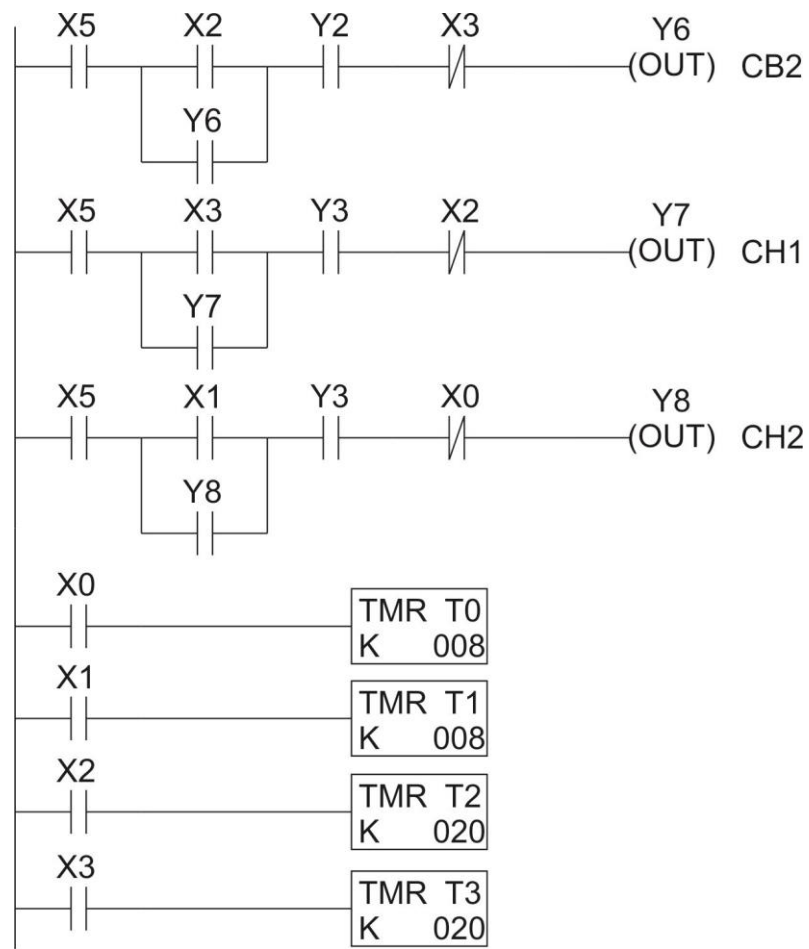 X5 X2 Y2 X3 Y6
(OUT) CB2
Y6
X5 X3 Y3 X2 Y7
(OUT) CH1
Y7
X5 X1 Y3 X0 Y8
(OUT) CH2
Y8
X0
TMR T0
K 008
X1
TMR T1
K 008
X2
TMR T2
K 020
X3
TMR T3
K 020